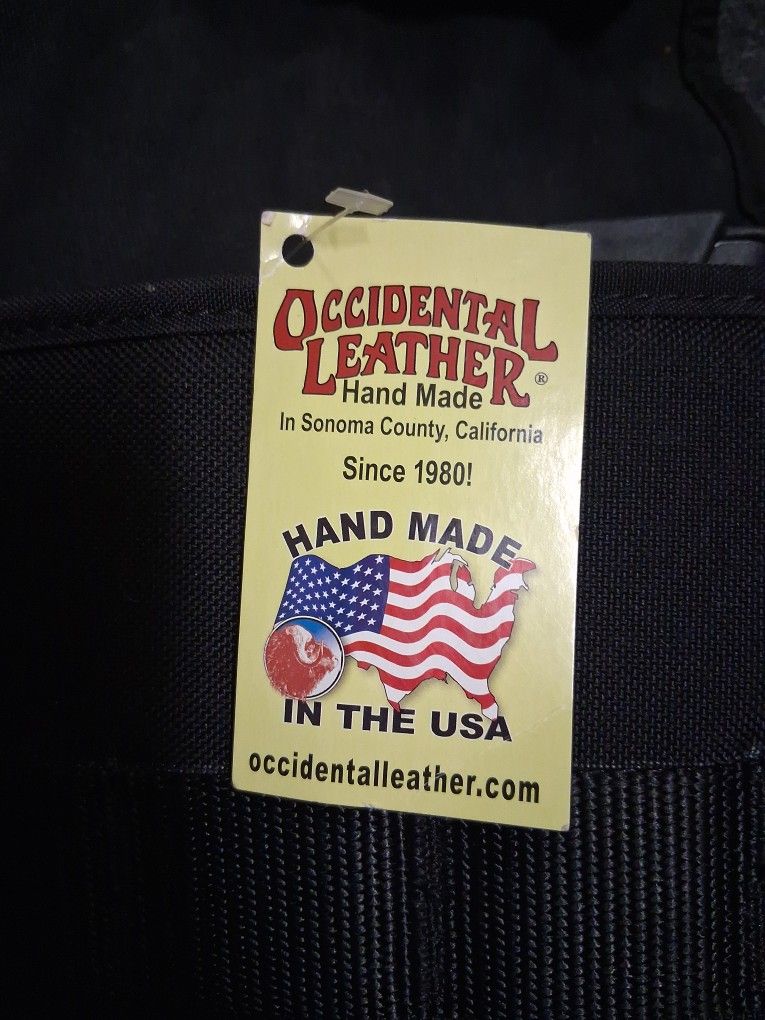 OCCIDENTAL
LEATHER®
Hand Made
In Sonoma County, California
Since 1980!
HAND MADE
IN THE USA
occidentalleather.com